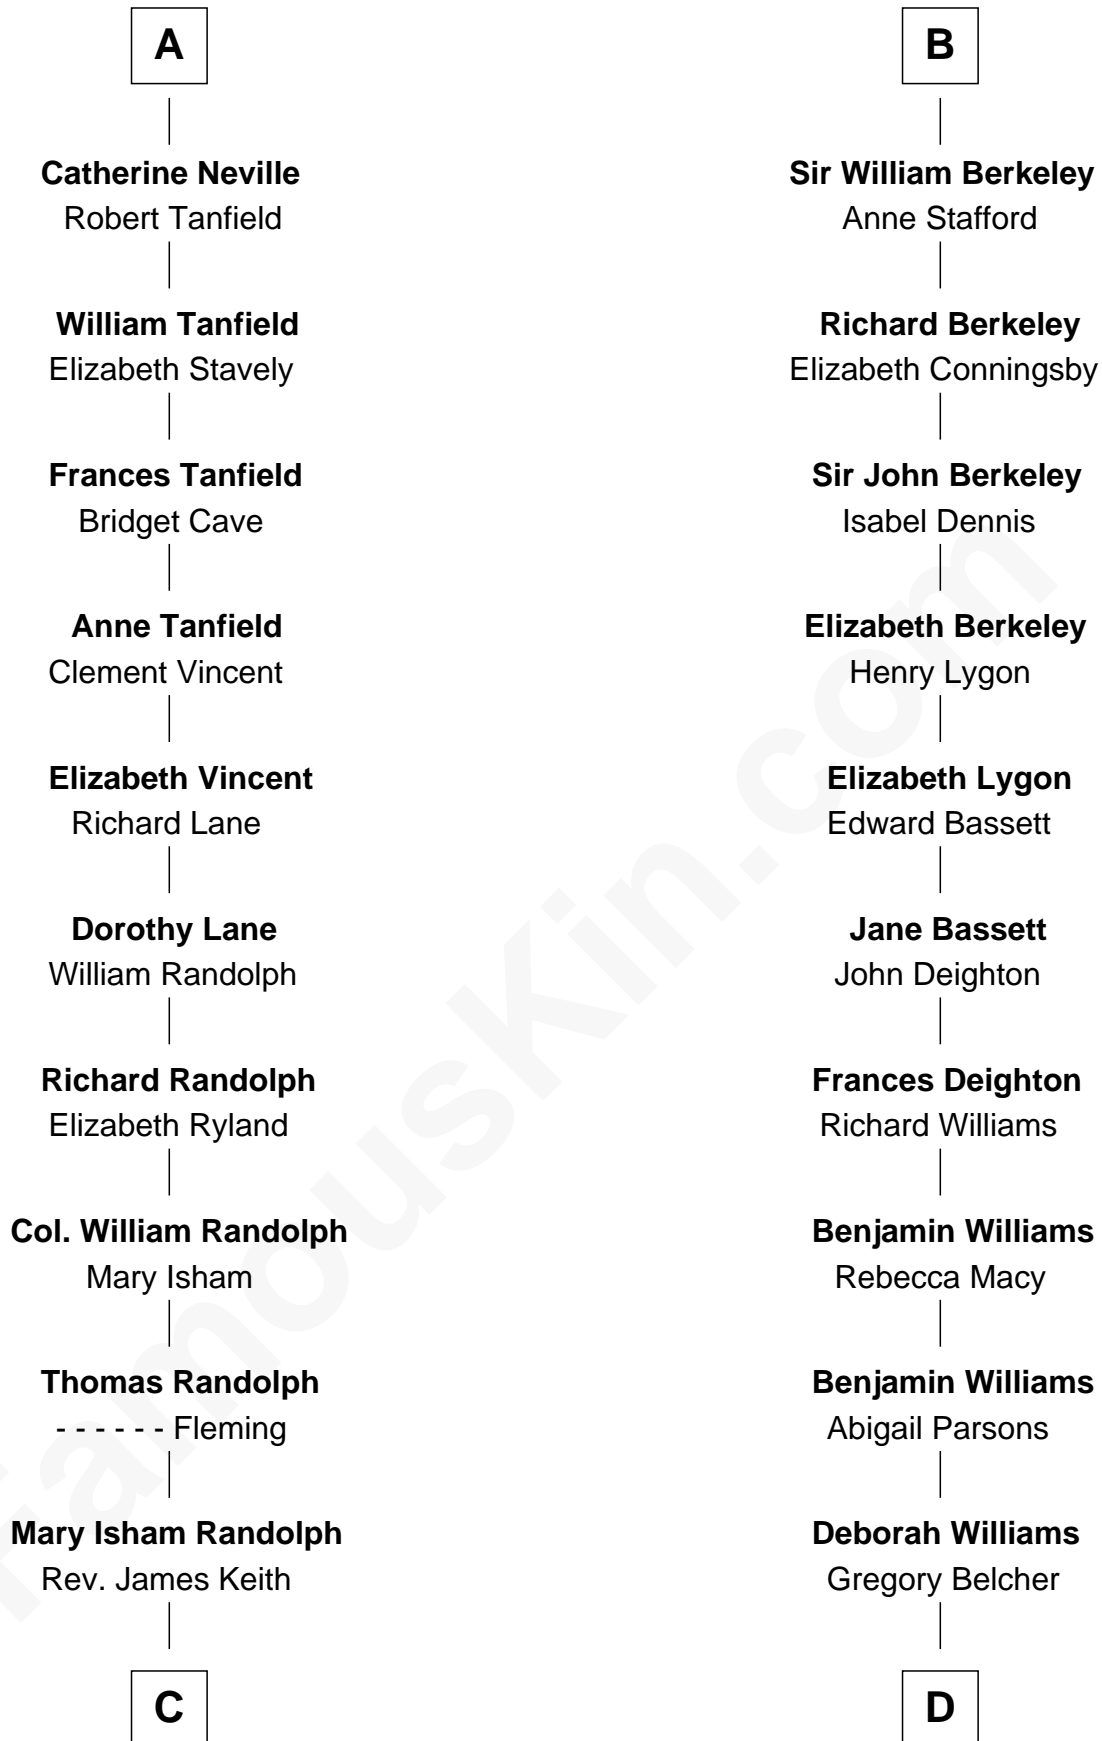 A
Catherine Neville
Robert Tanfield
William Tanfield
Elizabeth Stavely
Frances Tanfield
Bridget Cave
Anne Tanfield
Clement Vincent
Elizabeth Vincent
Richard Lane
Dorothy Lane
William Randolph
Richard Randolph
Elizabeth Ryland
Col. William Randolph
Mary Isham
Thomas Randolph
- - - - - - Fleming
Mary Isham Randolph
Rev. James Keith
C
B
Sir William Berkeley
Anne Stafford
Richard Berkeley
Elizabeth Conningsby
Sir John Berkeley
Isabel Dennis
Elizabeth Berkeley
Henry Lygon
Elizabeth Lygon
Edward Bassett
Jane Bassett
John Deighton
Frances Deighton
Richard Williams
Benjamin Williams
Rebecca Macy
Benjamin Williams
Abigail Parsons
Deborah Williams
Gregory Belcher
D
FamousKin.com